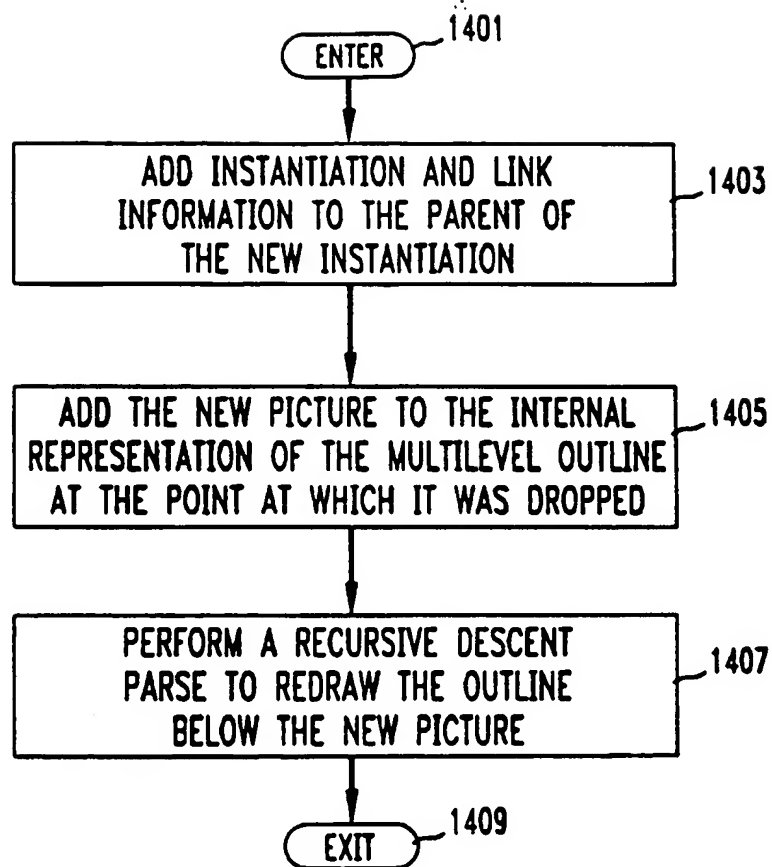 1401
ENTER
ADD INSTANTIATION AND LINK
INFORMATION TO THE PARENT OF
THE NEW INSTANTIATION
1403
ADD THE NEW PICTURE TO THE INTERNAL
REPRESENTATION OF THE MULTILEVEL OUTLINE
AT THE POINT AT WHICH IT WAS DROPPED
1405
PERFORM A RECURSIVE DESCENT
PARSE TO REDRAW THE OUTLINE
BELOW THE NEW PICTURE
1407
EXIT
1409